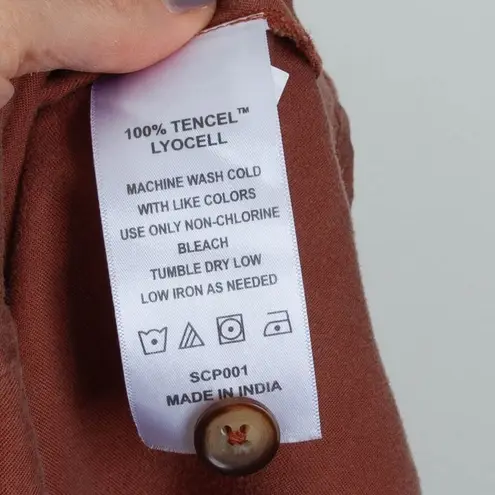 100% TENCEL™
LYOCELL
MACHINE WASH COLD
WITH LIKE COLORS
USE ONLY NON-CHLORINE
BLEACH
TUMBLE DRY LOW
LOW IRON AS NEEDED
SCP001
MADE IN INDIA